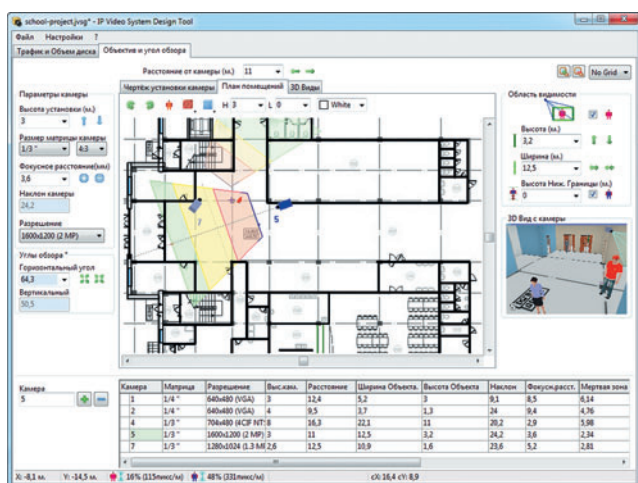 school-project.jvsg* - IP Video System Design Tool
Файл Настройки ?
Трафик и Объем диска Объектив и угол обзора
Расстояние от камеры (м.) 11
No Grid
Параметры камеры
Чертёж установки камеры План помещений 3D Виды
Область видимости
Высота установки (м.)
3
H 3 L 0 White
Размер матрицы камеры
1/3 " 4:3
Высота (м.)
3,2
Фокусное расстояние(мм)
3,6
Ширина (м.)
12,5
Наклон камеры
24,2
Высота Ниж. Границы (м.)
0
Разрешение
1600x1200 (2 MP)
3D Вид с камеры
7
5
Углы обзора *
Горизонтальный угол
64,3
Вертикальный
50,5
Камера
5
Камера Матрица Разрешение Выс.кам. Расстояние Ширина Объекта. Высота Объекта Наклон Фокусн.расст. Мертвая зона
1 1/4 " 640x480 (VGA) 3 12,4 5,2 3 9,1 8,5 6,14
2 1/4 " 640x480 (VGA) 4 9,5 3,7 1,3 24 9,4 4,76
4 1/3 " 704x480 (4CIF NT 8 16,3 22,1 11 20,2 2,9 5,98
5 1/3 " 1600x1200 (2 MP) 3 11 12,5 3,2 24,2 3,6 2,34
7 1/3 " 1280x1024 (1.3 M 2,6 12,5 10,9 1,6 23,6 5,2 2,81
X: -8,1 м. Y: -14,5 м. 16% (115пикс/м) 48% (331пикс/м) cX: 16,4 cY: 8,9